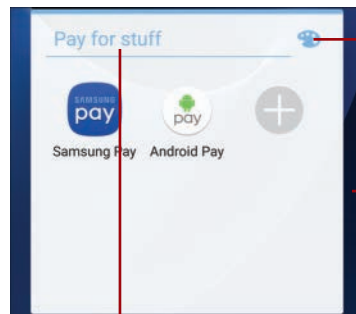 Pay for stuff
SAMSUNG
pay
pay
Samsung Pay Android Pay